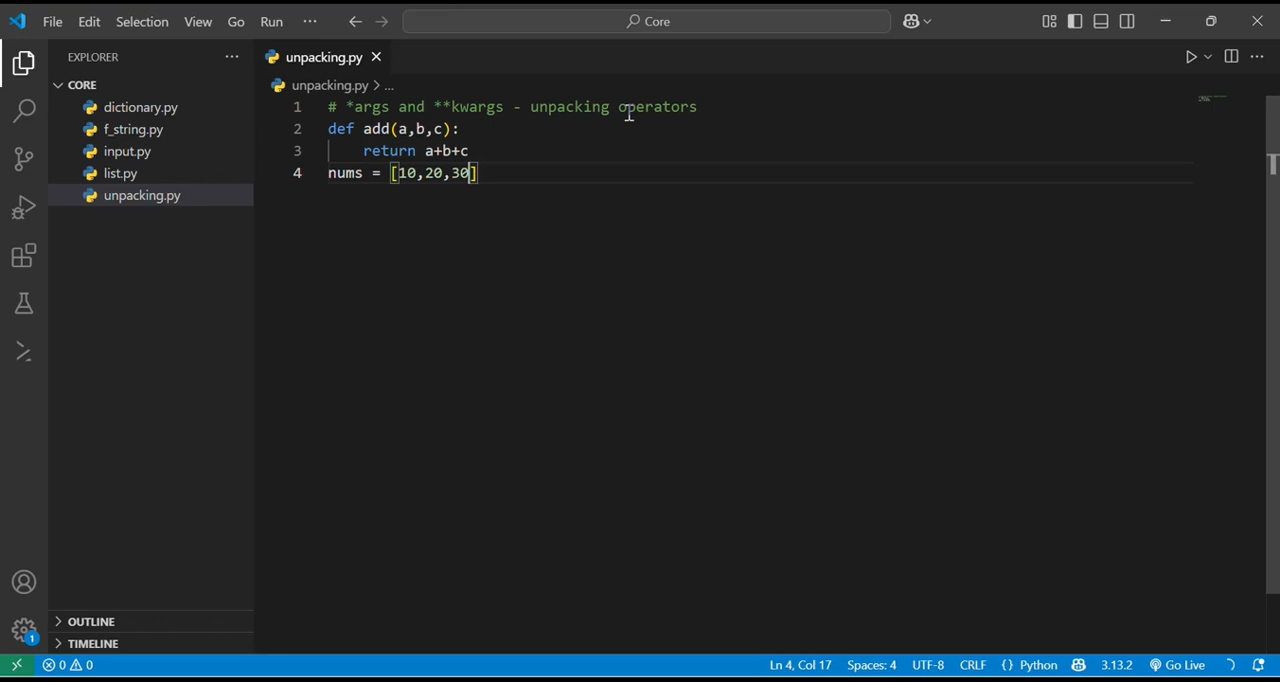 File Edit Selection View Go Run ··· Core
EXPLORER ···
CORE
dictionary.py
f_string.py
input.py
list.py
unpacking.py
OUTLINE
TIMELINE
unpacking.py
unpacking.py > ...
1 # *args and **kwargs - unpacking operators
2 def add(a,b,c):
3 return a+b+c
4 nums = [10,20,30]
1
0 0 Ln 4, Col 17 Spaces: 4 UTF-8 CRLF {} Python 3.13.2 Go Live